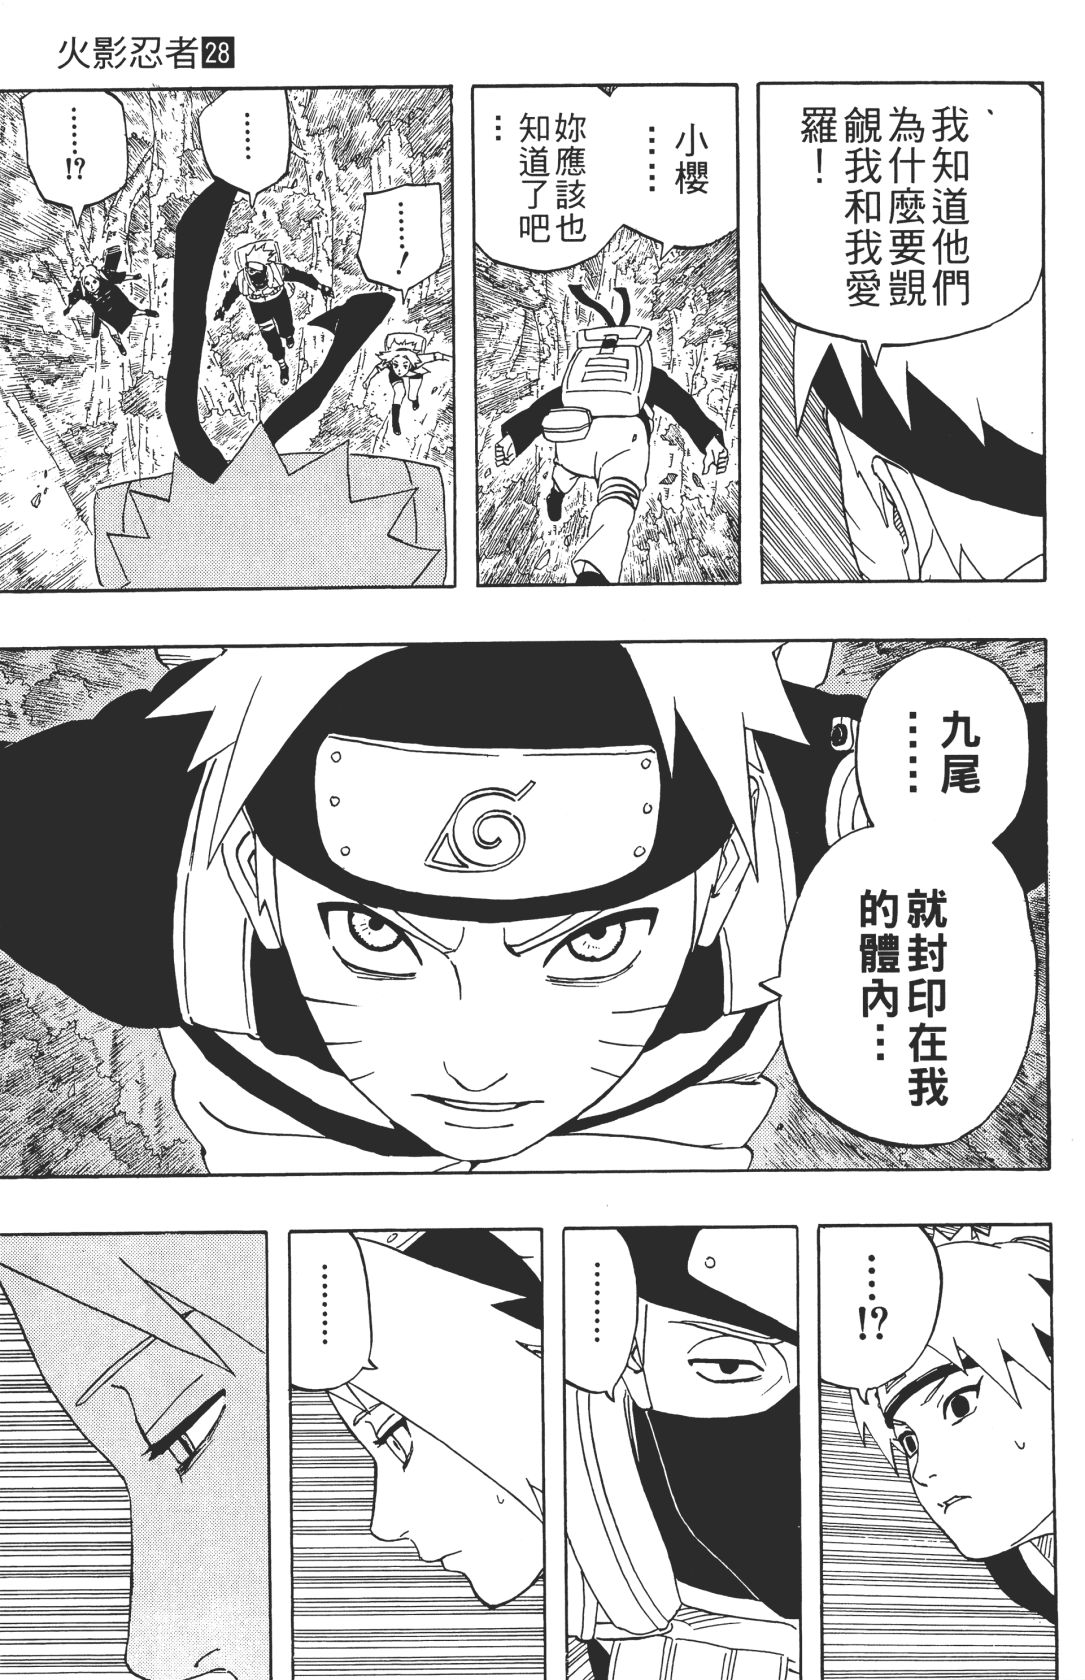 火影忍者28
我知道他們
為什麼要覬
覦我和我愛
羅！
小櫻
……
妳應該也
知道了吧
…
……！
……
……!?
九尾
……
就封印在我
的體內…
……!?
……
……